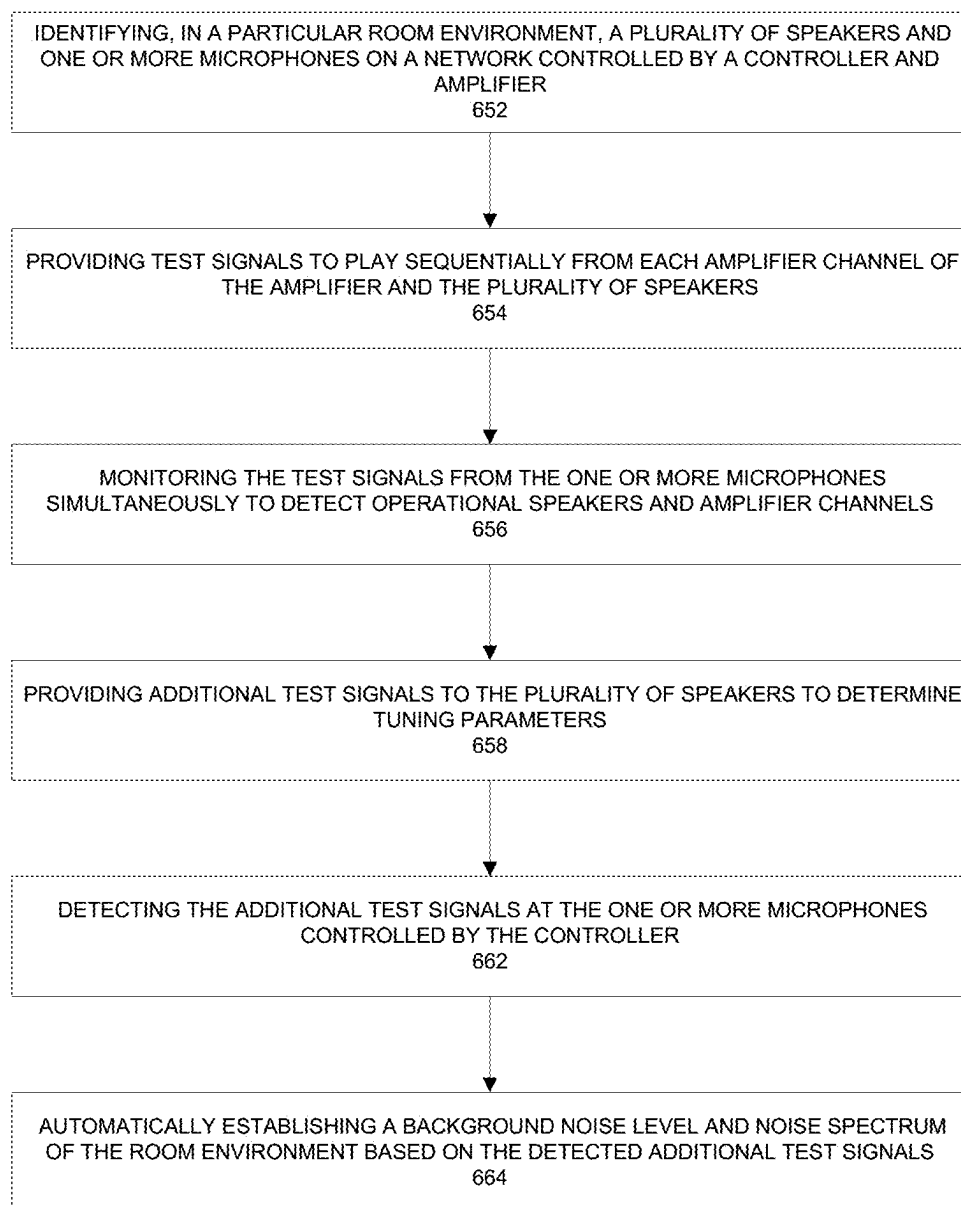 IDENTIFYING, IN A PARTICULAR ROOM ENVIRONMENT, A PLURALITY OF SPEAKERS AND
ONE OR MORE MICROPHONES ON A NETWORK CONTROLLED BY A CONTROLLER AND
AMPLIFIER
652
PROVIDING TEST SIGNALS TO PLAY SEQUENTIALLY FROM EACH AMPLIFIER CHANNEL OF
THE AMPLIFIER AND THE PLURALITY OF SPEAKERS
654
MONITORING THE TEST SIGNALS FROM THE ONE OR MORE MICROPHONES
SIMULTANEOUSLY TO DETECT OPERATIONAL SPEAKERS AND AMPLIFIER CHANNELS
656
PROVIDING ADDITIONAL TEST SIGNALS TO THE PLURALITY OF SPEAKERS TO DETERMINE
TUNING PARAMETERS
658
DETECTING THE ADDITIONAL TEST SIGNALS AT THE ONE OR MORE MICROPHONES
CONTROLLED BY THE CONTROLLER
662
AUTOMATICALLY ESTABLISHING A BACKGROUND NOISE LEVEL AND NOISE SPECTRUM
OF THE ROOM ENVIRONMENT BASED ON THE DETECTED ADDITIONAL TEST SIGNALS
664